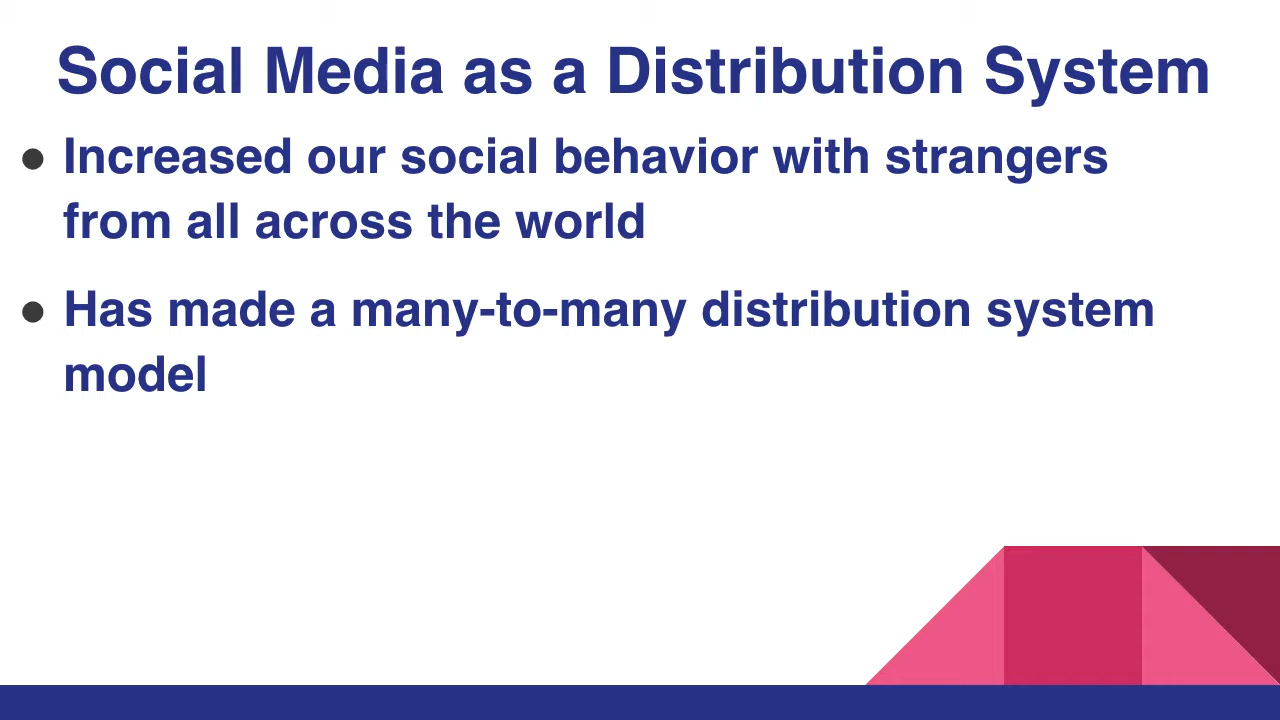 Social Media as a Distribution System
● Increased our social behavior with strangers
from all across the world
● Has made a many-to-many distribution system
model